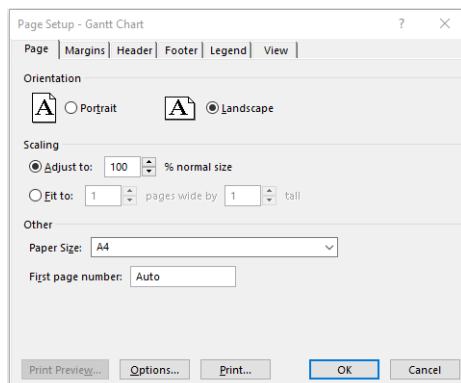 Page Setup - Gantt Chart ? ×
Page Margins Header Footer Legend View
Orientation
A Portrait A Landscape
Scaling
Adjust to: 100 % normal size
Fit to: 1 pages wide by 1 tall
Other
Paper Size: A4
First page number: Auto
Print Preview... Options... Print... OK Cancel